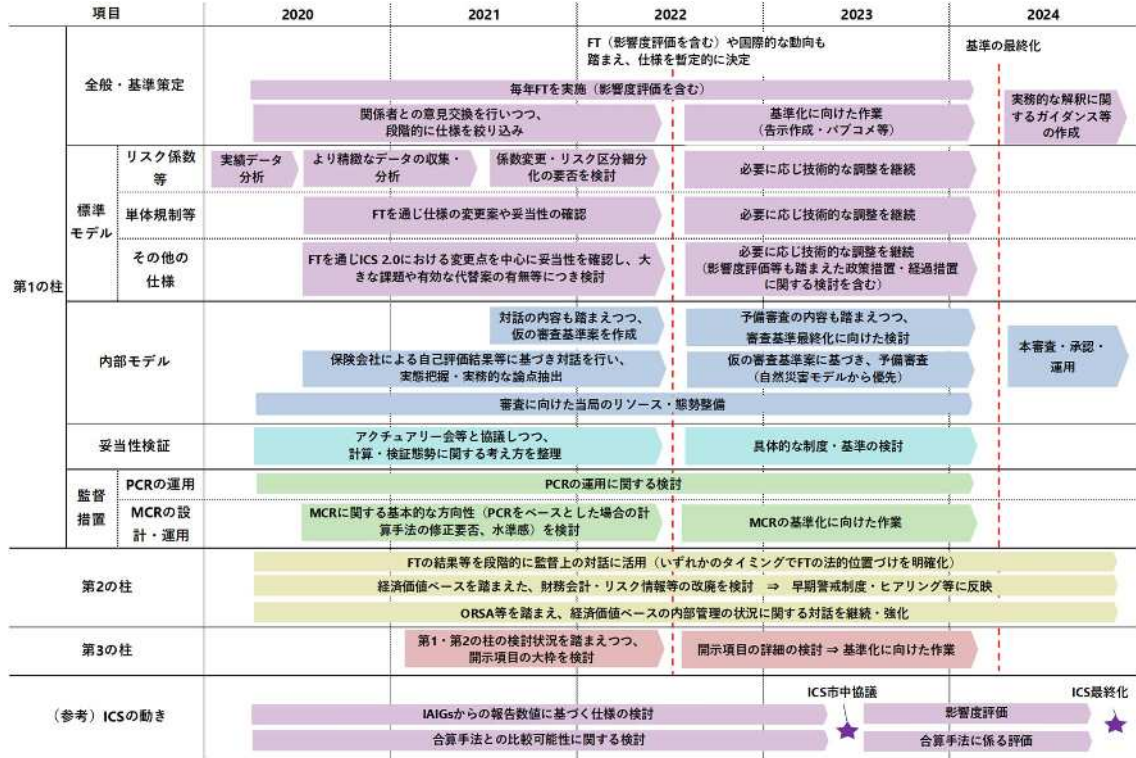 項目
2020
2021
2022
2023
2024
FT(影響度評価を含む)や国際的な動向も
踏まえ、仕様を暫定的に決定
基準の最終化
全般・基準策定
毎年FTを実施(影響度評価を含む)
関係者との意見交換を行いつつ、
段階的に仕様を絞り込み
基準化に向けた作業
(告示作成・パブコメ等)
実務的な解釈に関
するガイダンス等
の作成
第1の柱
標準
モデル
リスク係数
等
実績データ
分析
より精緻なデータの収集・
分析
係数変更・リスク区分細分
化の要否を検討
必要に応じ技術的な調整を継続
単体規制等
FTを通じ仕様の変更案や妥当性の確認
必要に応じ技術的な調整を継続
その他の
仕様
FTを通じICS 2.0における変更点を中心に妥当性を確認し、大
きな課題や有効な代替案の有無等につき検討
必要に応じ技術的な調整を継続
(影響度評価等も踏まえた政策措置・経過措置
に関する検討を含む)
内部モデル
対話の内容も踏まえつつ、
仮の審査基準案を作成
予備審査の内容も踏まえつつ、
審査基準最終化に向けた検討
保険会社による自己評価結果等に基づき対話を行い、
実態把握・実務的な論点抽出
仮の審査基準案に基づき、予備審査
(自然災害モデルから優先)
本審査・承認・
運用
審査に向けた当局のリソース・態勢整備
妥当性検証
アクチュアリー会等と協議しつつ、
計算・検証態勢に関する考え方を整理
具体的な制度・基準の検討
監督
措置
PCRの運用
PCRの運用に関する検討
MCRの設
計・運用
MCRに関する基本的な方向性(PCRをベースとした場合の計
算手法の修正要否、水準感)を検討
MCRの基準化に向けた作業
第2の柱
FTの結果等を段階的に監督上の対話に活用(いずれかのタイミングでFTの法的位置づけを明確化)
経済価値ベースを踏まえた、財務会計・リスク情報等の改廃を検討 ⇒ 早期警戒制度・ヒアリング等に反映
ORSA等を踏まえ、経済価値ベースの内部管理の状況に関する対話を継続・強化
第3の柱
第1・第2の柱の検討状況を踏まえつつ、
開示項目の大枠を検討
開示項目の詳細の検討 ⇒ 基準化に向けた作業
(参考)ICSの動き
ICS市中協議
ICS最終化
IAIGsからの報告数値に基づく仕様の検討
影響度評価
合算手法との比較可能性に関する検討
合算手法に係る評価